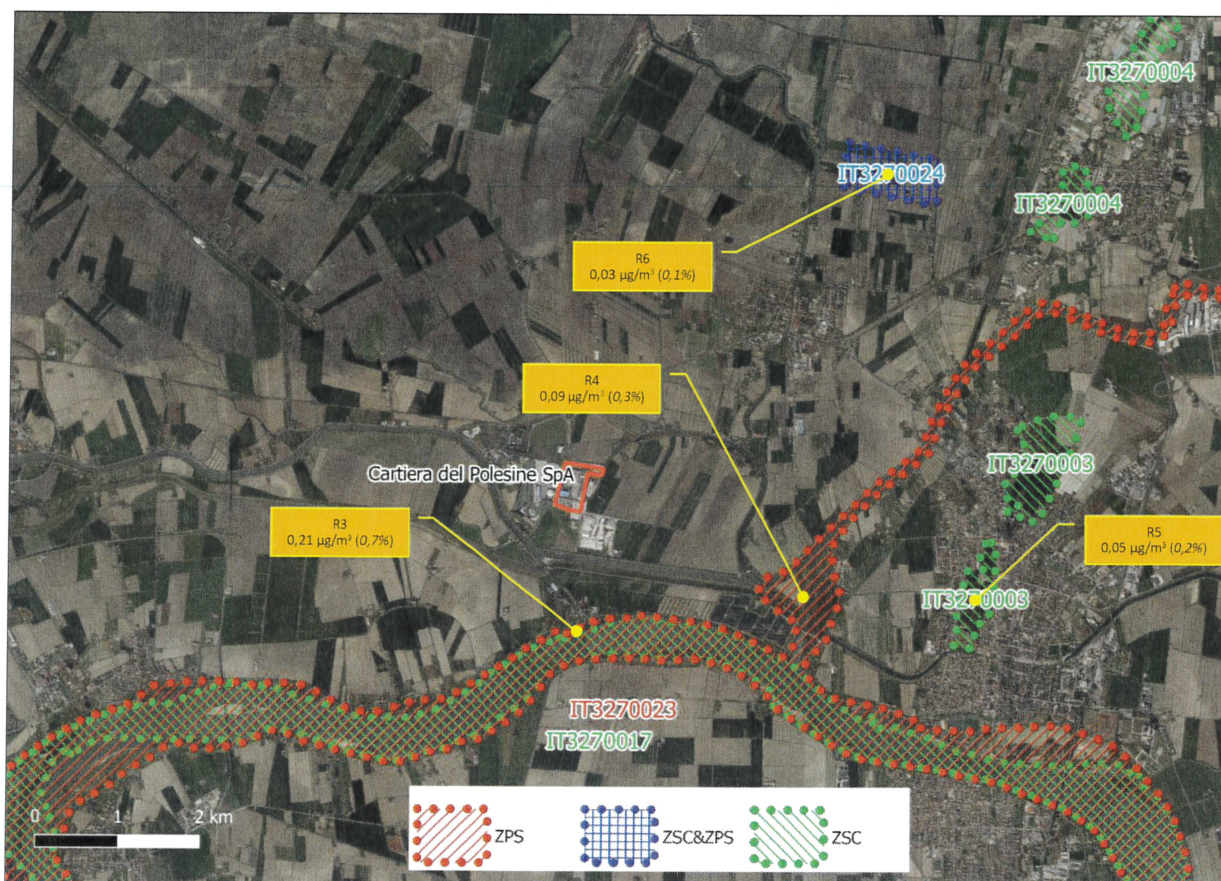 IT3270004
IT3270024
IT3270004
R6
0,03 µg/m³ (0,1%)
R4
0,09 µg/m³ (0,3%)
IT3270003
Cartiera del Polesine SpA
R3
0,21 µg/m³ (0,7%)
R5
0,05 µg/m³ (0,2%)
IT3270003
IT3270023
IT3270017
0 1 2 km
ZPS
ZSC&ZPS
ZSC